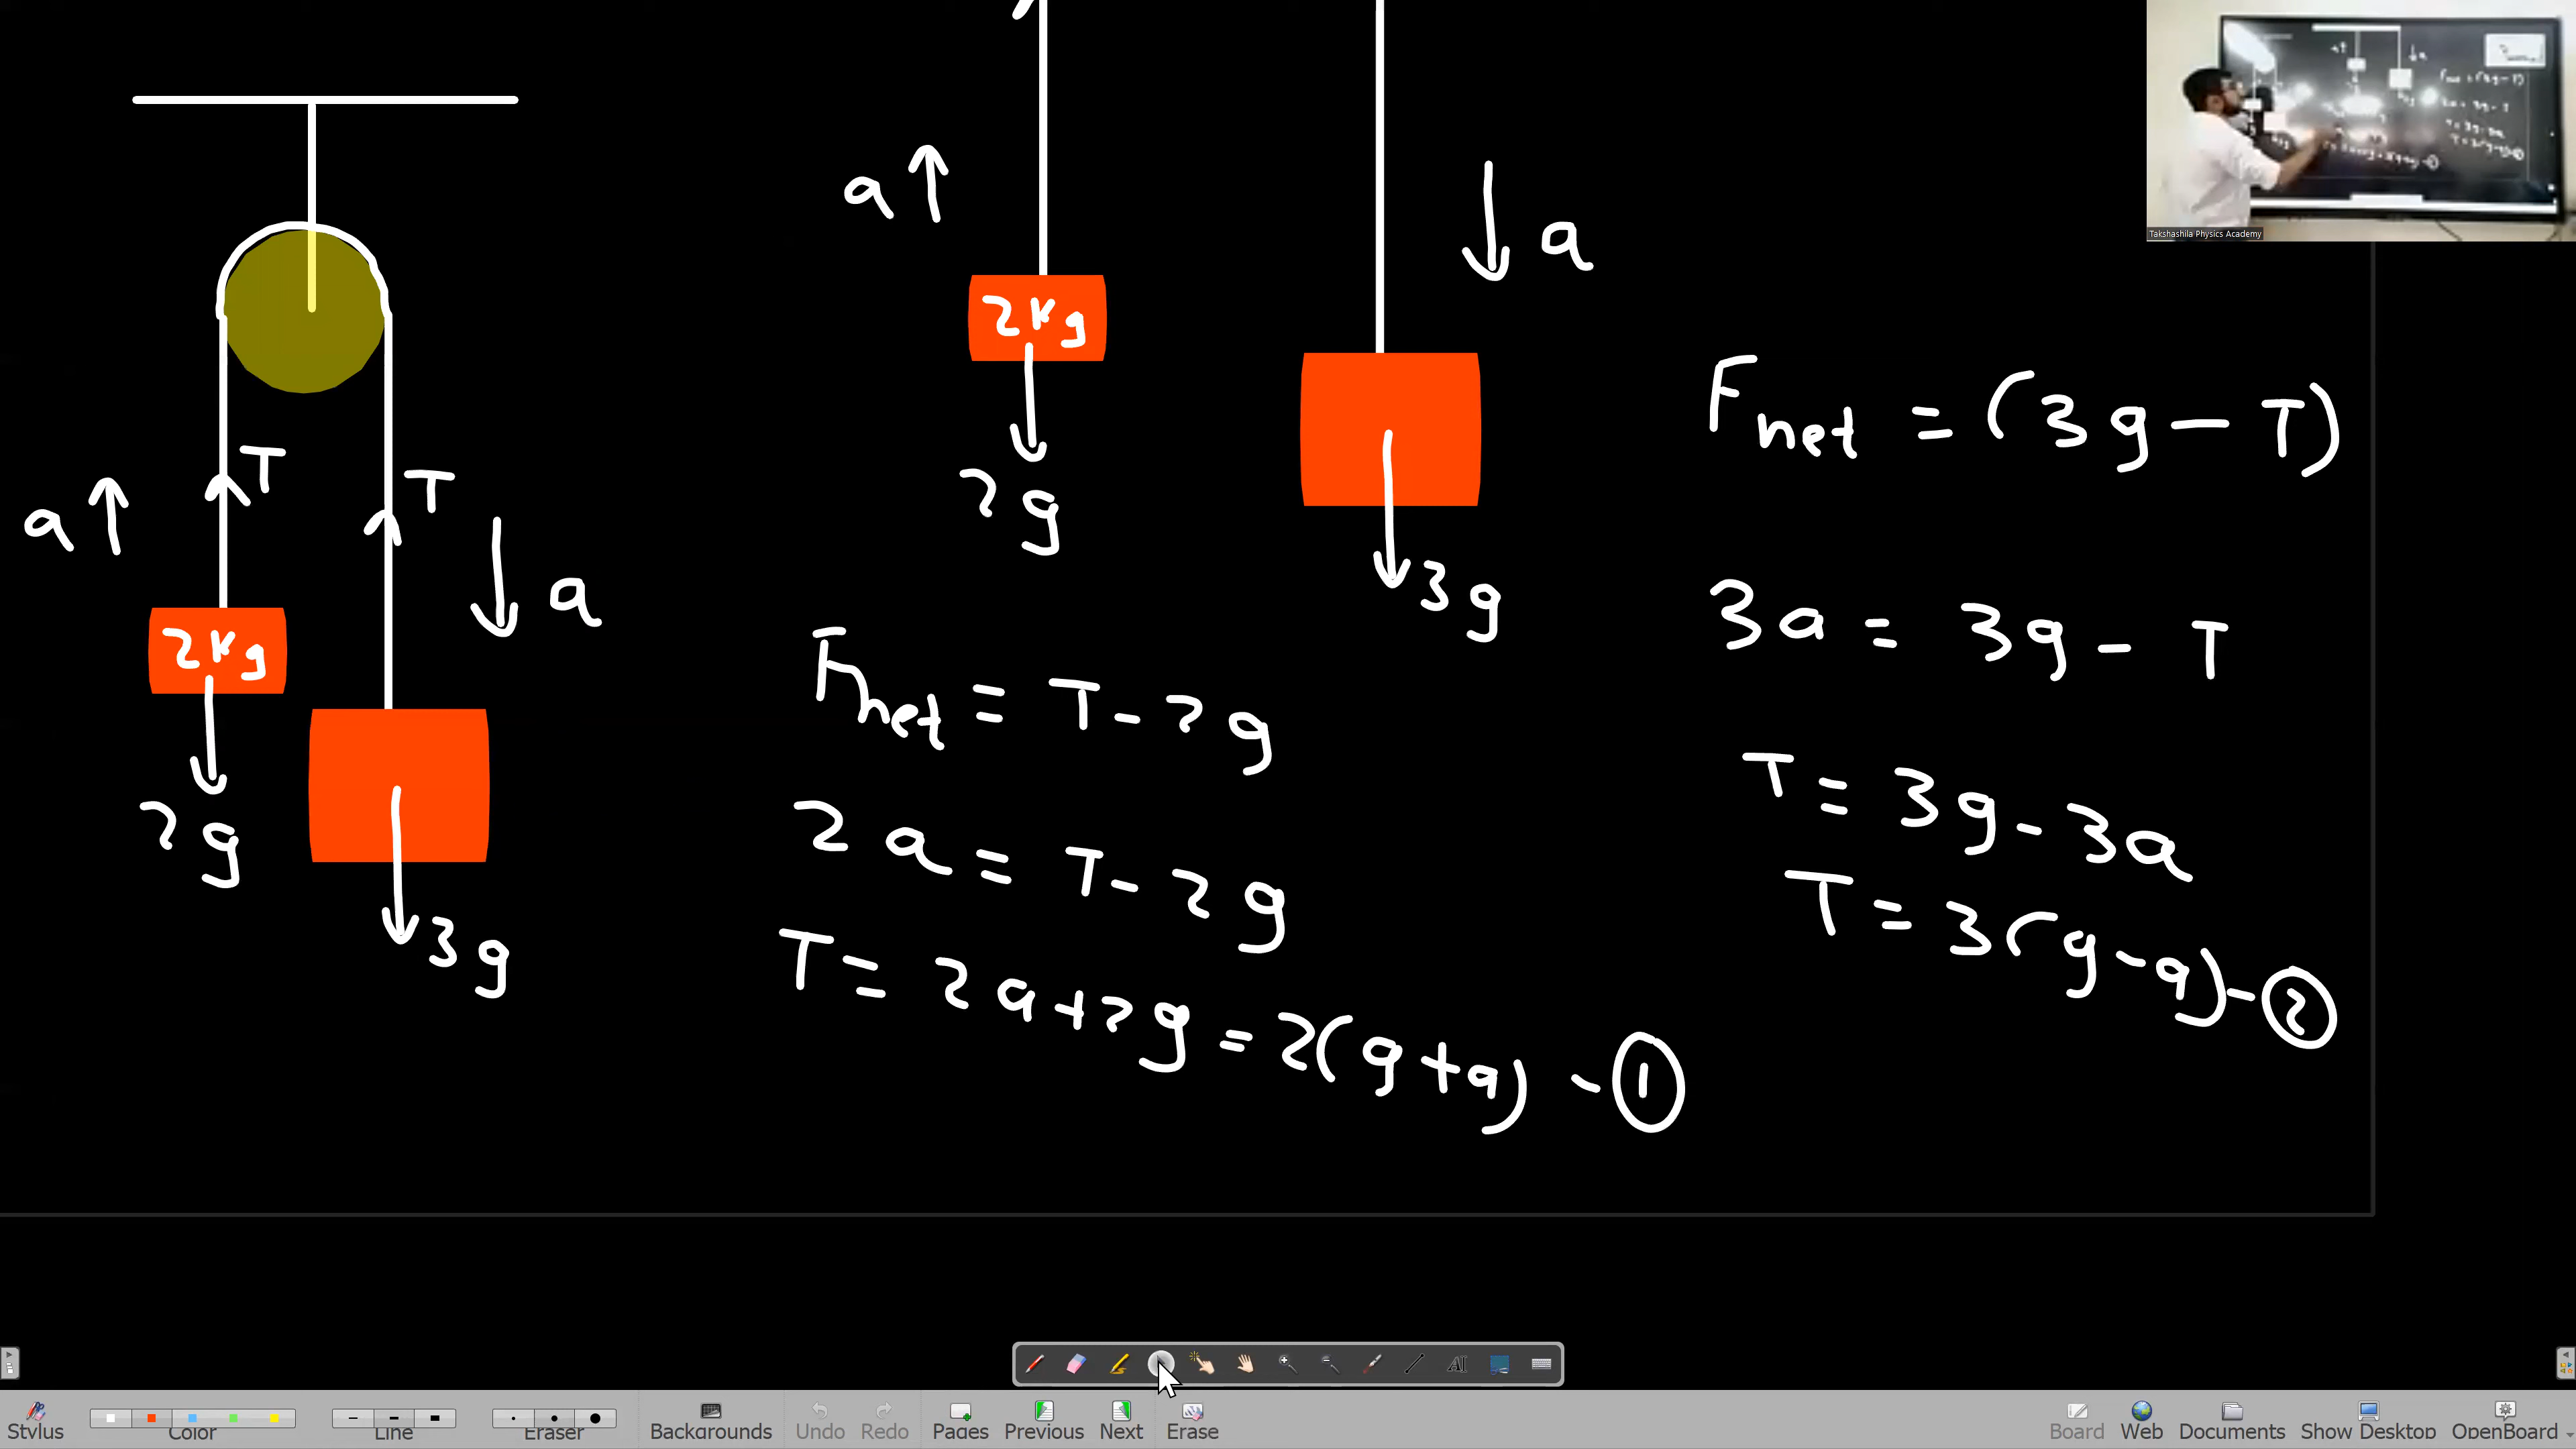 a↑
T
T
↓a
2kg
2g
3g
a↑
↓a
2kg
2g
3g
Fnet = T - 2g
2a = T - 2g
T = 2a + 2g = 2(g + a) - ①
Fnet = (3g - T)
3a = 3g - T
T = 3g - 3a
T = 3(g - a) - ②
Takshashila Physics Academy
AI
Stylus Color Line Eraser Backgrounds Undo Redo Pages Previous Next Erase Board Web Documents Show Desktop OpenBoard